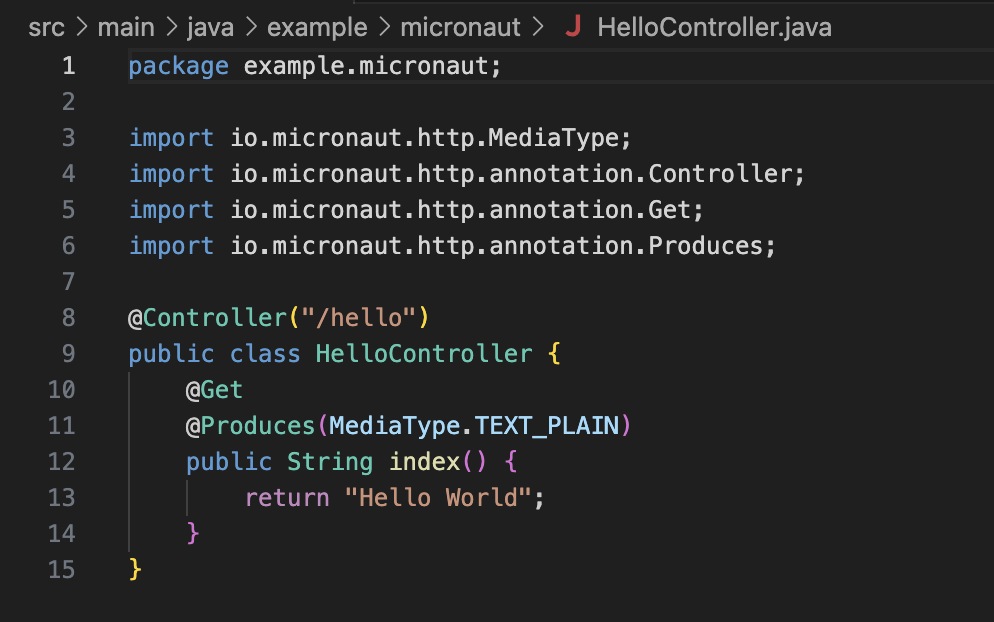 src > main > java > example > micronaut > J HelloController.java
1 package example.micronaut;
2
3 import io.micronaut.http.MediaType;
4 import io.micronaut.http.annotation.Controller;
5 import io.micronaut.http.annotation.Get;
6 import io.micronaut.http.annotation.Produces;
7
8 @Controller("/hello")
9 public class HelloController {
10     @Get
11     @Produces(MediaType.TEXT_PLAIN)
12     public String index() {
13         return "Hello World";
14     }
15 }